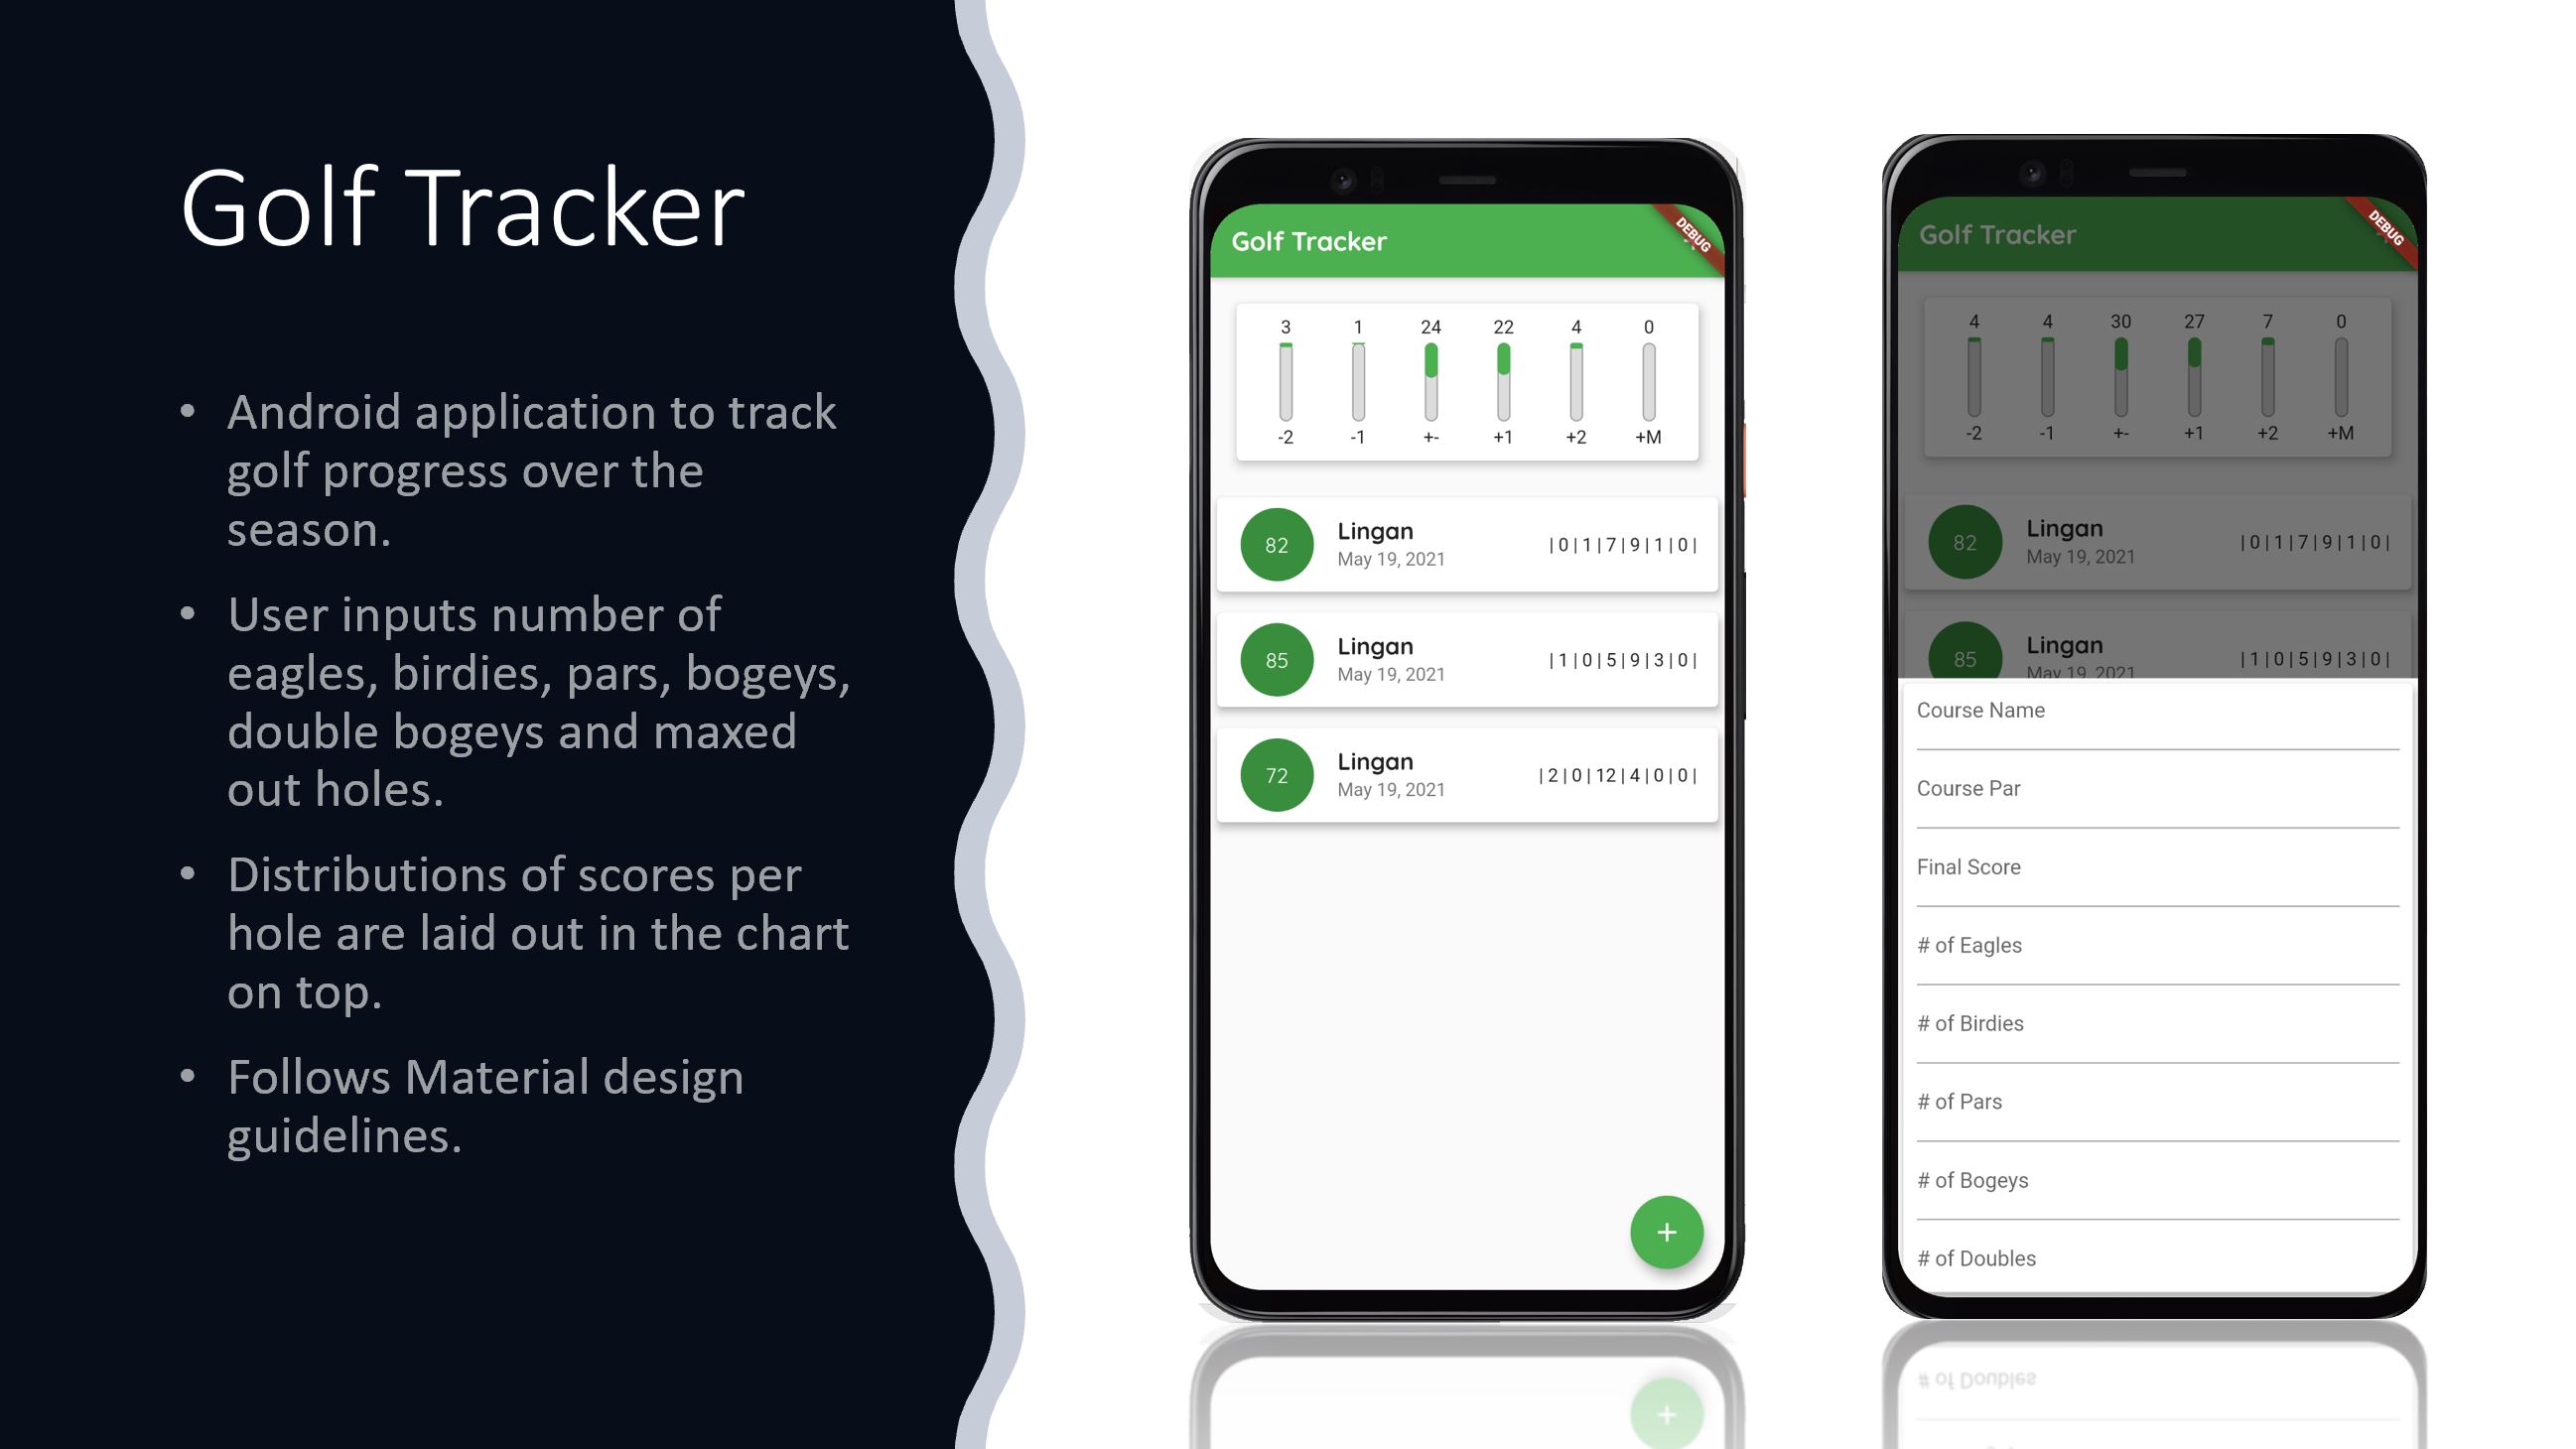 Golf Tracker
• Android application to track
golf progress over the
season.
• User inputs number of
eagles, birdies, pars, bogeys,
double bogeys and maxed
out holes.
• Distributions of scores per
hole are laid out in the chart
on top.
• Follows Material design
guidelines.
Golf Tracker
DEBUG
3 1 24 22 4 0
-2 -1 +- +1 +2 +M
82
Lingan
May 19, 2021
| 0 | 1 | 7 | 9 | 1 | 0 |
85
Lingan
May 19, 2021
| 1 | 0 | 5 | 9 | 3 | 0 |
72
Lingan
May 19, 2021
| 2 | 0 | 12 | 4 | 0 | 0 |
+
Golf Tracker
DEBUG
4 4 30 27 7 0
-2 -1 +- +1 +2 +M
82
Lingan
May 19, 2021
| 0 | 1 | 7 | 9 | 1 | 0 |
85
Lingan
May 19, 2021
| 1 | 0 | 5 | 9 | 3 | 0 |
Course Name
Course Par
Final Score
# of Eagles
# of Birdies
# of Pars
# of Bogeys
# of Doubles
# of Doubles